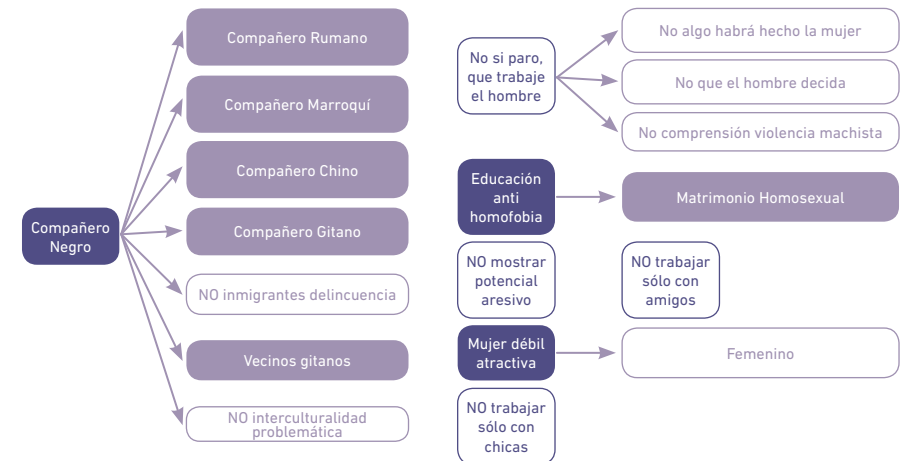 Compañero
Negro
Compañero Rumano
Compañero Marroquí
Compañero Chino
Compañero Gitano
NO inmigrantes delincuencia
Vecinos gitanos
NO interculturalidad
problemática
No si paro,
que trabaje
el hombre
No algo habrá hecho la mujer
No que el hombre decida
No comprensión violencia machista
Educación
anti
homofobia
Matrimonio Homosexual
NO mostrar
potencial
aresivo
NO trabajar
sólo con
amigos
Mujer débil
atractiva
Femenino
NO trabajar
sólo con
chicas